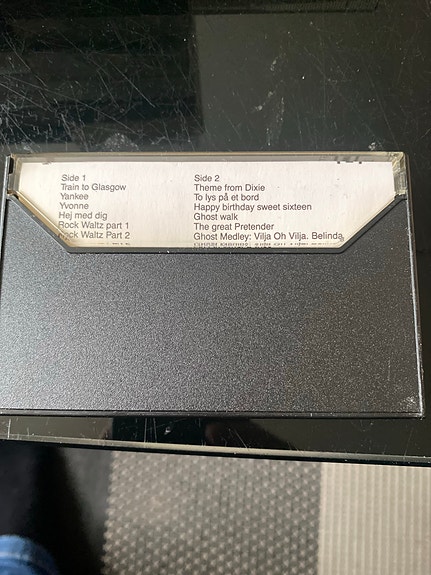 Side 1
Train to Glasgow
Yankee
Yvonne
Hej med dig
Rock Waltz part 1
Rock Waltz Part 2
Side 2
Theme from Dixie
To lys på et bord
Happy birthday sweet sixteen
Ghost walk
The great Pretender
Ghost Medley: Vilja Oh Vilja. Belinda